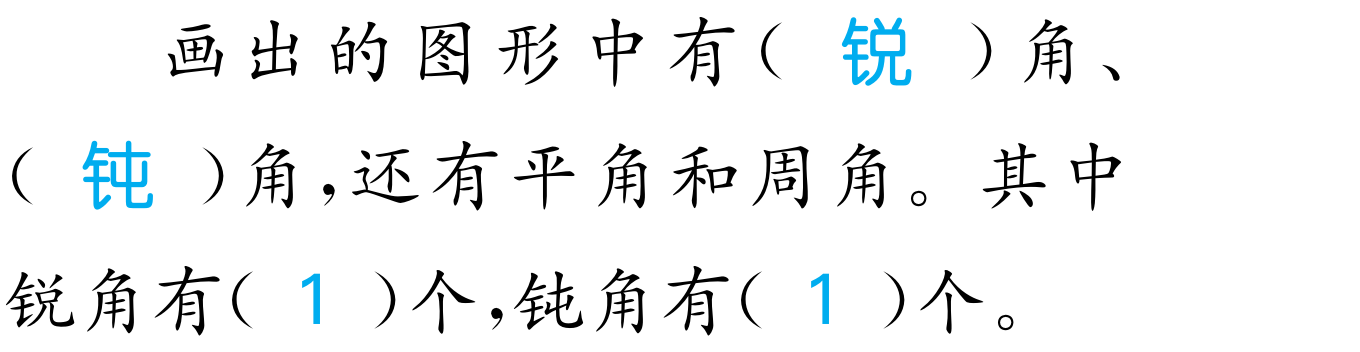 画出的图形中有( 锐 )角、
( 钝 )角,还有平角和周角。其中
锐角有( 1 )个,钝角有( 1 )个。